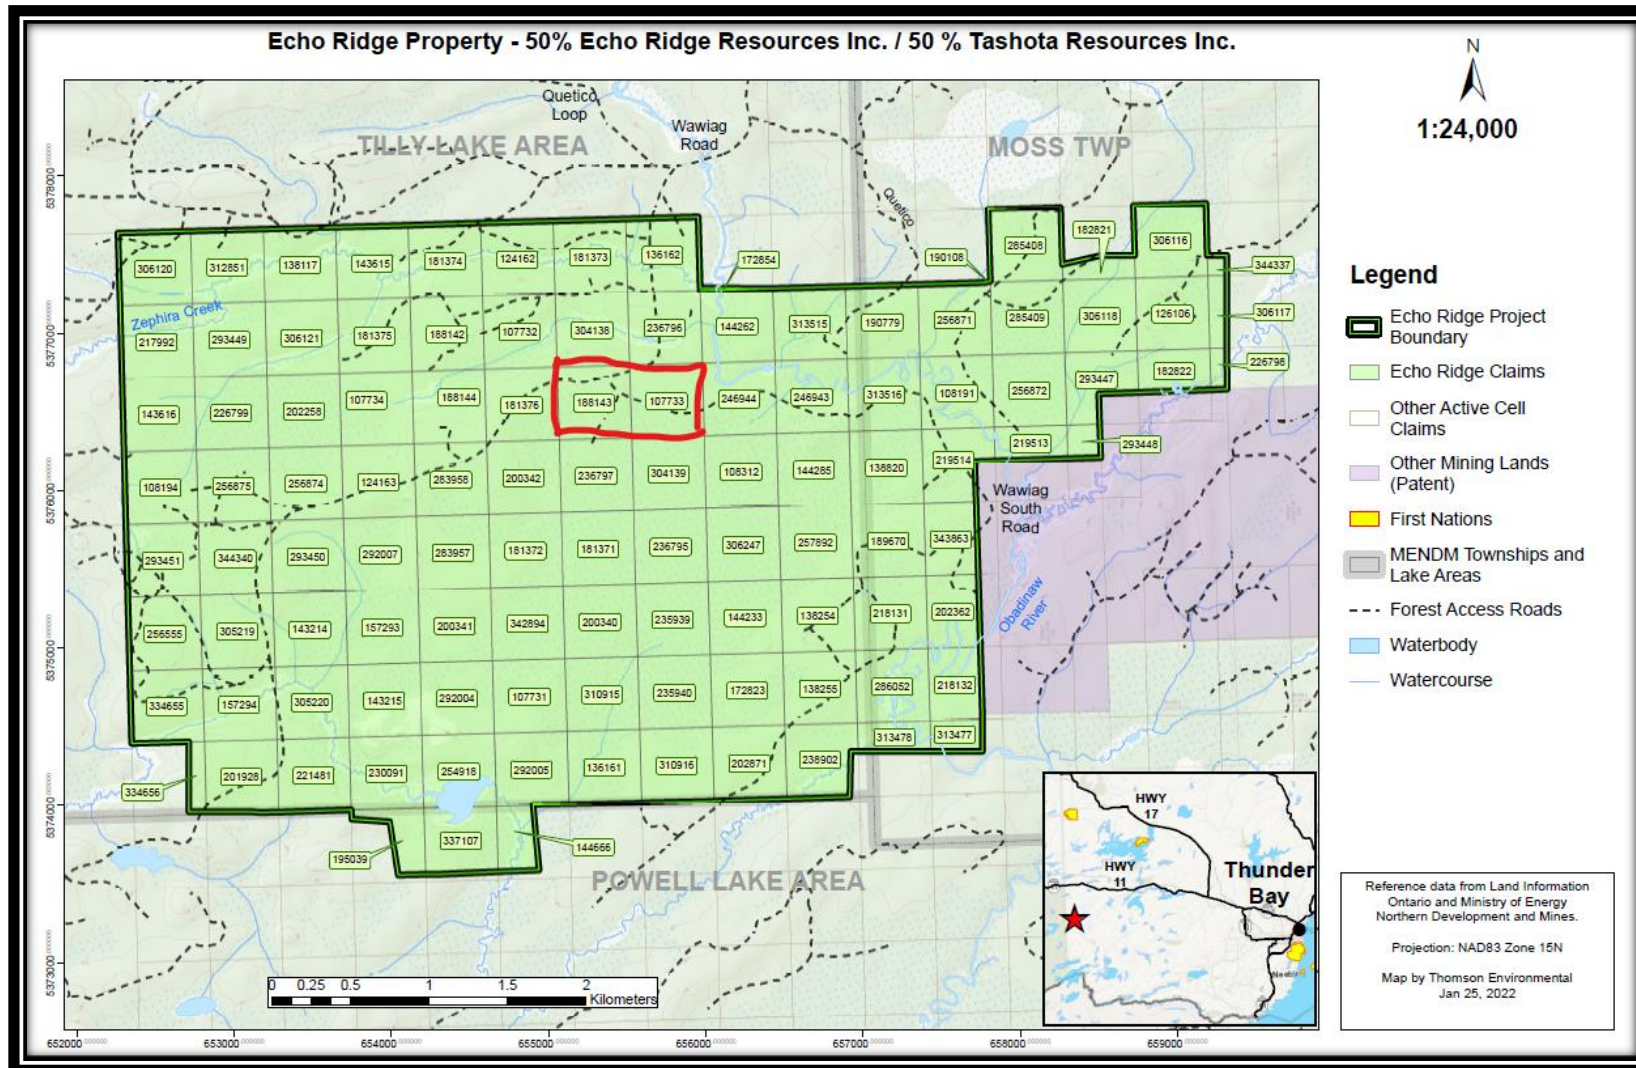 Echo Ridge Property - 50% Echo Ridge Resources Inc. / 50 % Tashota Resources Inc.
N
1:24,000
Quetico
Loop
Wawiag
Road
TILLY LAKE AREA
MOSS TWP
Quetico
5378000
5377000
5376000
5375000
5374000
5373000
182821
285408
306116
306120
312851
138117
143615
181374
124162
181373
136162
172854
190108
344337
Zephira Creek
217992
293449
306121
181375
188142
107732
304138
236796
144262
313515
190779
256871
285409
306118
126106
306117
143616
226799
202258
107734
188144
181376
188143
107733
246944
246943
313516
108191
256872
293447
182822
226798
219513
293448
108194
256875
256874
124163
283958
200342
236797
304139
108312
144285
138820
219514
Wawiag
South
Road
293451
344340
293450
292007
283957
181372
181371
236795
306247
257892
189670
343863
Obadinaw
River
256555
305219
143214
157293
200341
342894
200340
235939
144233
138254
218131
202362
334655
157294
305220
143215
292004
107731
310915
235940
172823
138255
286052
218132
313478
313477
334656
201928
221481
230091
254918
292005
136161
310916
202871
238902
195039
337107
144666
POWELL LAKE AREA
0 0.25 0.5 1 1.5 2
Kilometers
652000 653000 654000 655000 656000 657000 658000 659000
HWY
17
HWY
11
Thunder
Bay
Legend
Echo Ridge Project
Boundary
Echo Ridge Claims
Other Active Cell
Claims
Other Mining Lands
(Patent)
First Nations
MENDM Townships and
Lake Areas
Forest Access Roads
Waterbody
Watercourse
Reference data from Land Information
Ontario and Ministry of Energy
Northern Development and Mines.
Projection: NAD83 Zone 15N
Map by Thomson Environmental
Jan 25, 2022